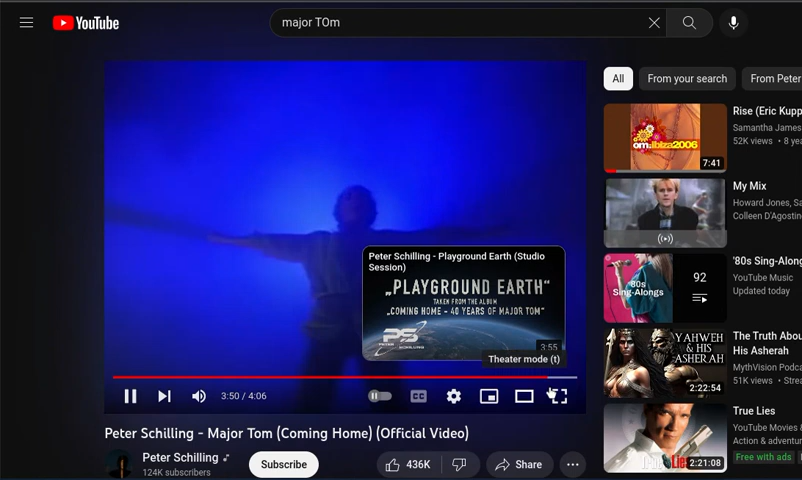 YouTube
major TOm
All
From your search
From Peter
Peter Schilling - Playground Earth (Studio
Session)
„PLAYGROUND EARTH“
TAKEN FROM THE ALBUM
„COMING HOME - 40 YEARS OF MAJOR TOM“
PS
PETER SCHILLING
3:55
Theater mode (t)
3:50 / 4:06
CC
Peter Schilling - Major Tom (Coming Home) (Official Video)
Peter Schilling
124K subscribers
Subscribe
436K
Share
om:ibiza2006
7:41
Rise (Eric Kupp
Samantha James
52K views • 8 yea
My Mix
Howard Jones, Sa
Colleen D'Agostin
'80s
Sing-Alongs
92
'80s Sing-Along
YouTube Music
Updated today
YAHWEH
& HIS
ASHERAH
2:22:54
The Truth Abou
His Asherah
MythVision Podca
51K views • Strea
2:21:08
True Lies
YouTube Movies &
Action & adventur
Free with ads